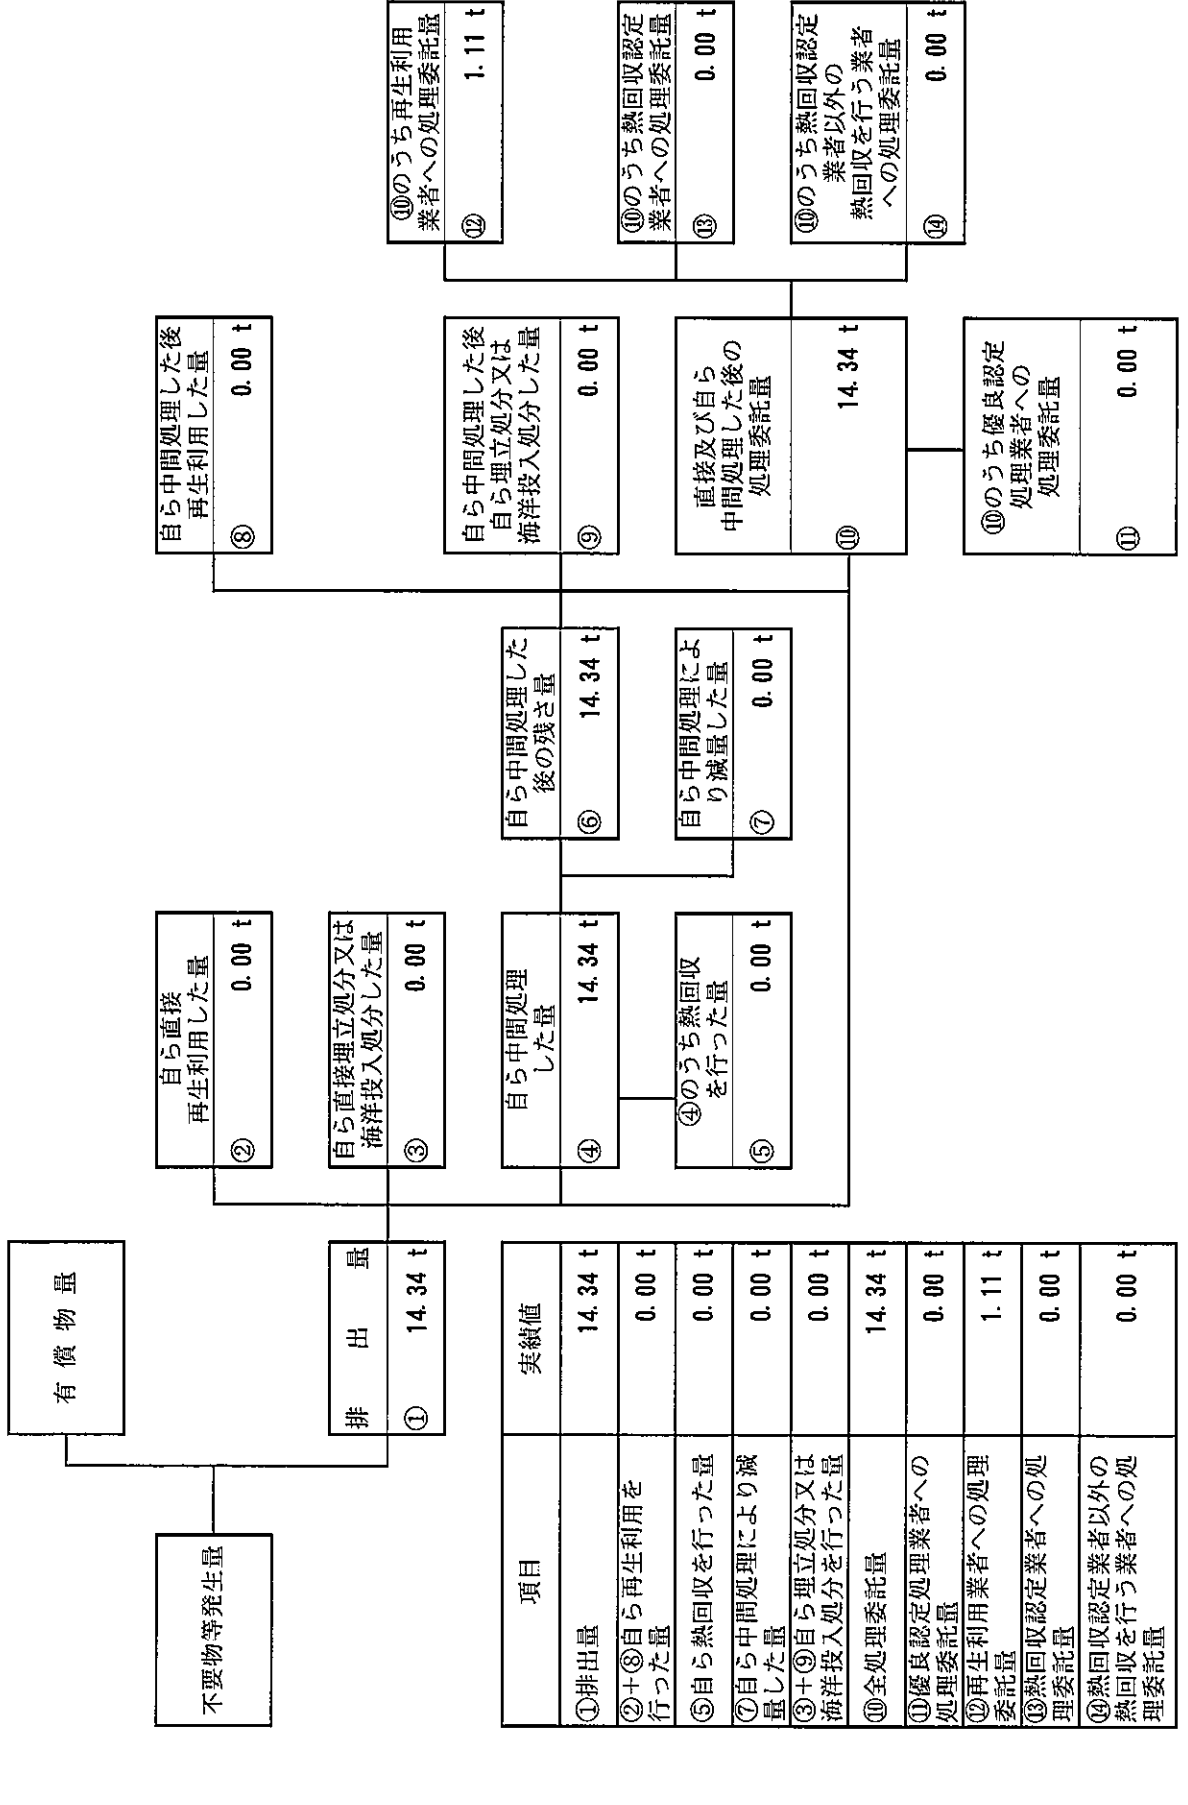 有償物量
不要物等発生量
排出量
① 14.34 t
自ら直接
再生利用した量
② 0.00 t
自ら直接埋立処分又は
海洋投入処分した量
③ 0.00 t
自ら中間処理
した量
④ 14.34 t
④のうち熱回収
を行った量
⑤ 0.00 t
自ら中間処理した
後の残さ量
⑥ 14.34 t
自ら中間処理によ
り減量した量
⑦ 0.00 t
自ら中間処理した後
再生利用した量
⑧ 0.00 t
自ら中間処理した後
自ら埋立処分又は
海洋投入処分した量
⑨ 0.00 t
直接及び自ら
中間処理した後の
処理委託量
⑩ 14.34 t
⑩のうち優良認定
処理業者への
処理委託量
⑪ 0.00 t
⑩のうち再生利用
業者への処理委託量
⑫ 1.11 t
⑩のうち熱回収認定
業者への処理委託量
⑬ 0.00 t
⑩のうち熱回収認定
業者以外の
熱回収を行う業者
への処理委託量
⑭ 0.00 t
項目 実績値
①排出量 14.34 t
②+⑧自ら再生利用を
行った量 0.00 t
⑤自ら熱回収を行った量 0.00 t
⑦自ら中間処理により減
量した量 0.00 t
③+⑨自ら埋立処分又は
海洋投入処分を行った量 0.00 t
⑩全処理委託量 14.34 t
⑪優良認定処理業者への
処理委託量 0.00 t
⑫再生利用業者への処理
委託量 1.11 t
⑬熱回収認定業者への処
理委託量 0.00 t
⑭熱回収認定業者以外の
熱回収を行う業者への処
理委託量 0.00 t